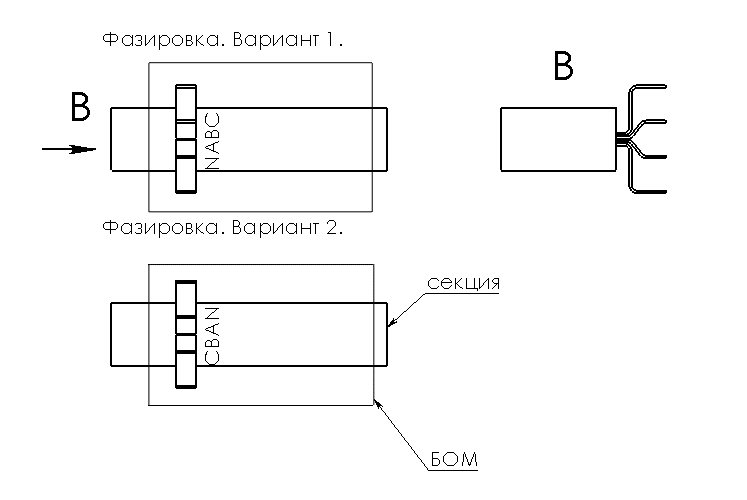 Фазировка. Вариант 1.
B
B
NABC
Фазировка. Вариант 2.
секция
CBAN
БОМ